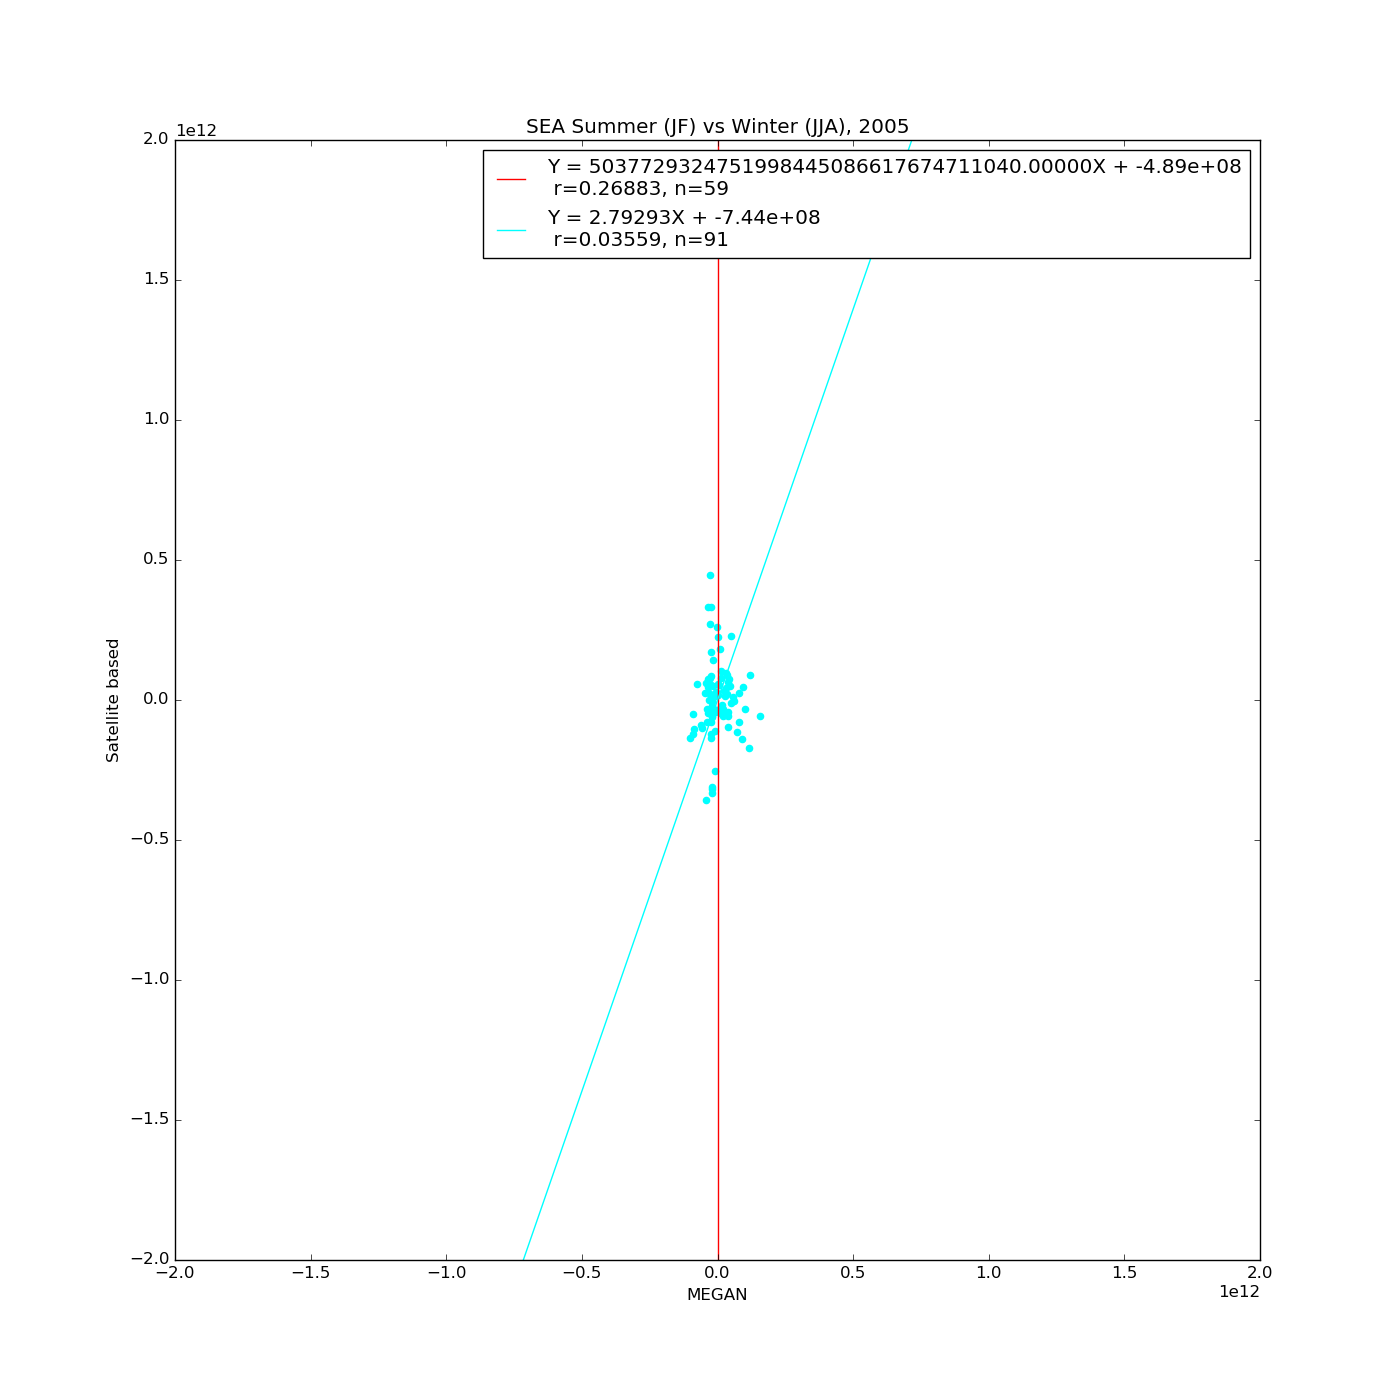 SEA Summer (JF) vs Winter (JJA), 2005
1e12
Y = 503772932475199844508661767471​1040.00000X + -4.89e+08
r=0.26883, n=59
Y = 2.79293X + -7.44e+08
r=0.03559, n=91
2.0
1.5
1.0
0.5
0.0
−0.5
−1.0
−1.5
−2.0
Satellite based
−2.0 −1.5 −1.0 −0.5 0.0 0.5 1.0 1.5 2.0
MEGAN
1e12